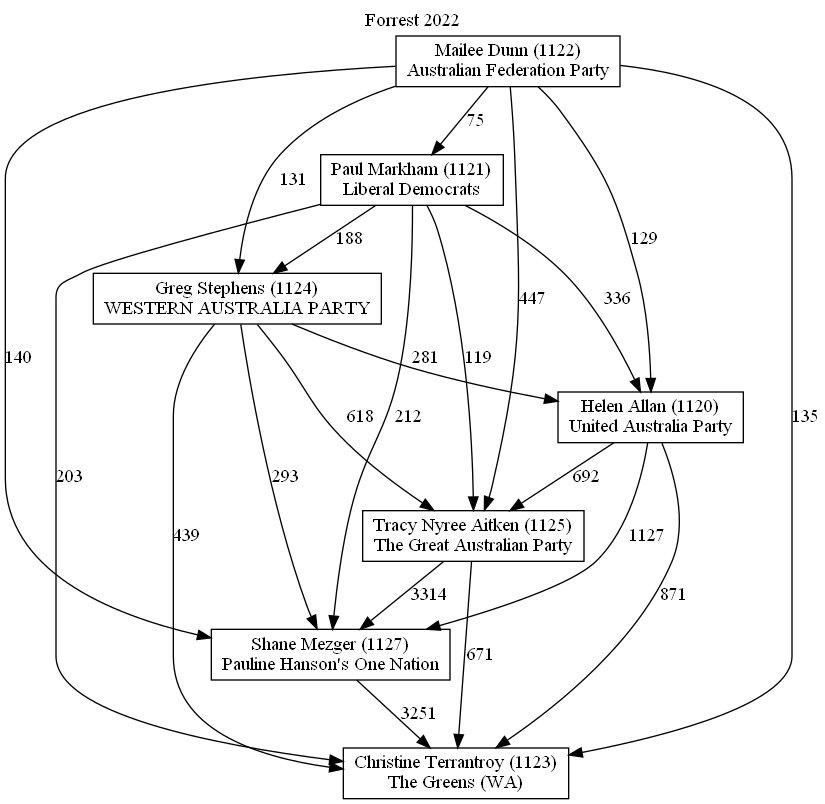 Forrest 2022
Mailee Dunn (1122)
Australian Federation Party
75
Paul Markham (1121)
Liberal Democrats
131
188
129
Greg Stephens (1124)
WESTERN AUSTRALIA PARTY
447
336
140
281
119
Helen Allan (1120)
United Australia Party
618
212
135
203
293
692
Tracy Nyree Aitken (1125)
The Great Australian Party
439
1127
3314
871
Shane Mezger (1127)
Pauline Hanson's One Nation
671
3251
Christine Terrantroy (1123)
The Greens (WA)